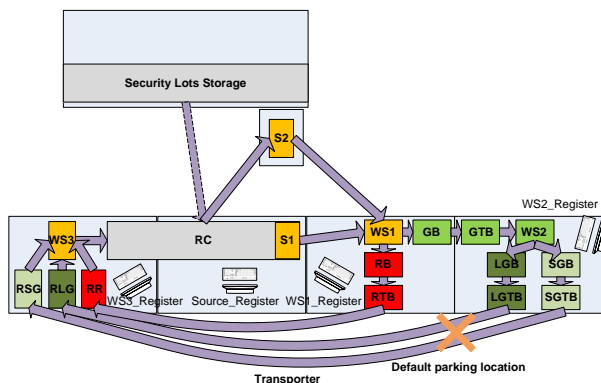 Security Lots Storage
S2
WS2_Register
WS3
RC
S1
WS1
GB
GTB
WS2
RB
LGB
SGB
RSG
RLG
RR
WS3_Register
Source_Register
WS1_Register
RTB
LGTB
SGTB
Default parking location
Transporter